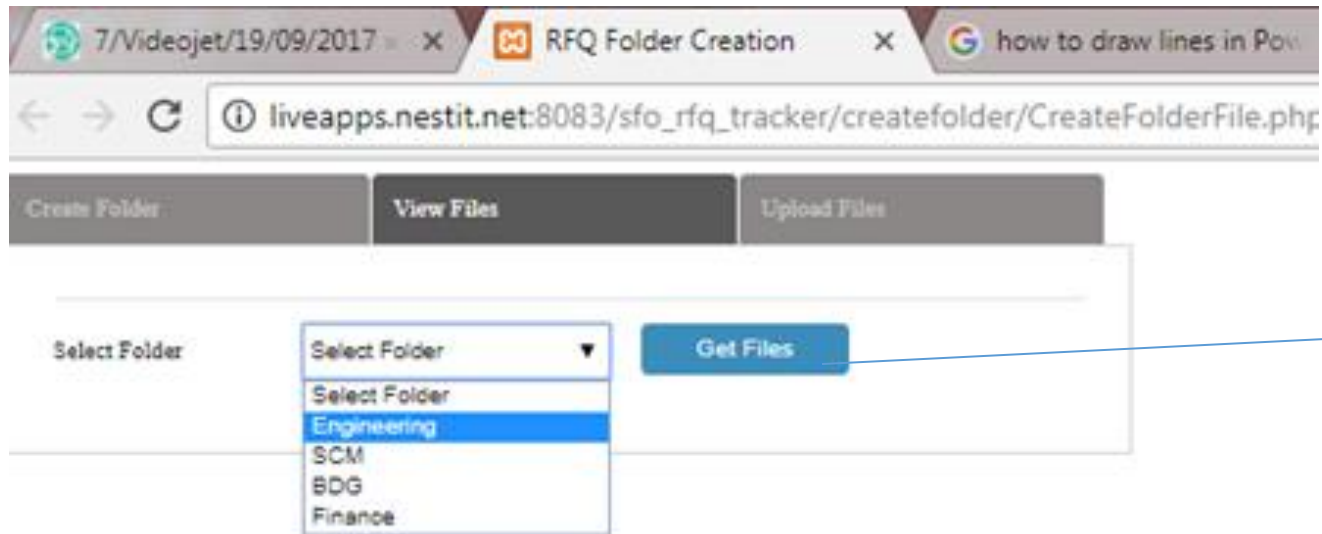 7/Videojet/19/09/2017 RFQ Folder Creation how to draw lines in Pow
liveapps.nestit.net:8083/sfo_rfq_tracker/createfolder/CreateFolderFile.php
Create Folder View Files Upload Files
Select Folder Select Folder Get Files
Select Folder
Engineering
SCM
BDG
Finance